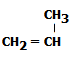 CH₃
CH₂ = CH